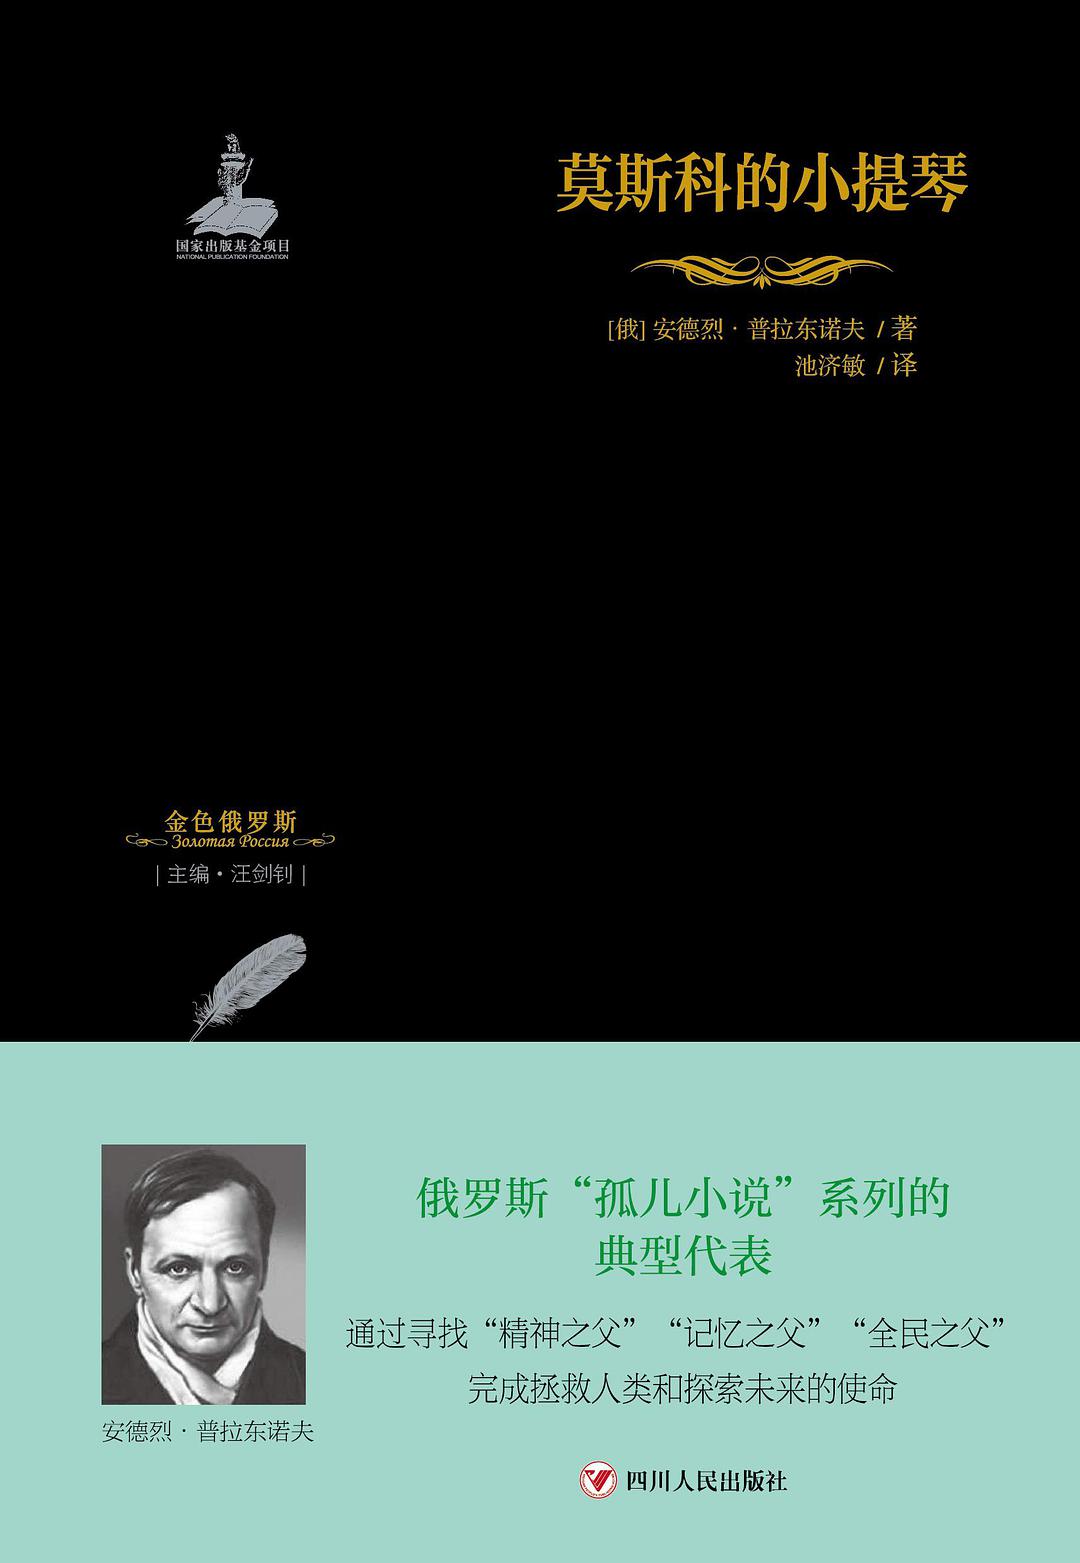 莫斯科的小提琴
国家出版基金项目
NATIONAL PUBLICATION FOUNDATION
[俄] 安德烈·普拉东诺夫 / 著
池济敏 / 译
金色俄罗斯
Золотая Россия
| 主编·汪剑钊 |
俄罗斯“孤儿小说”系列的
典型代表
通过寻找“精神之父”“记忆之父”“全民之父”
完成拯救人类和探索未来的使命
安德烈·普拉东诺夫
四川人民出版社